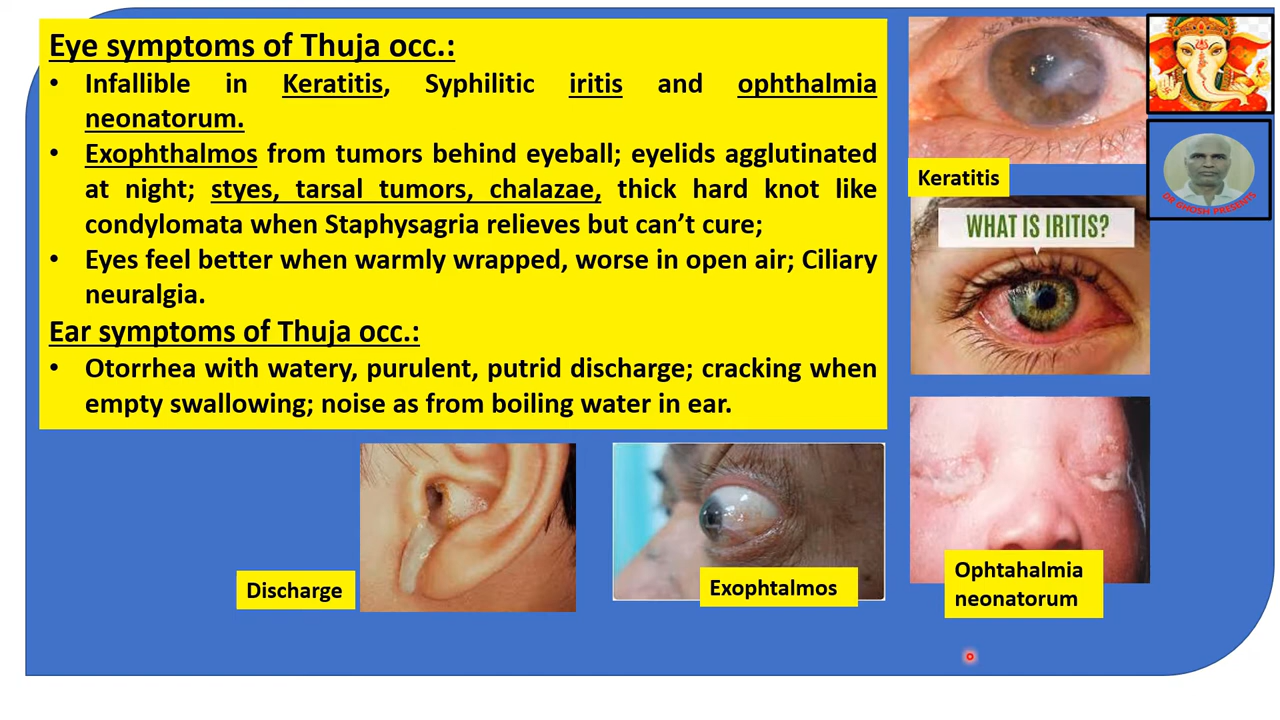 Eye symptoms of Thuja occ.:
• Infallible in Keratitis, Syphilitic iritis and ophthalmia
neonatorum.
• Exophthalmos from tumors behind eyeball; eyelids agglutinated
at night; styes, tarsal tumors, chalazae, thick hard knot like
condylomata when Staphysagria relieves but can’t cure;
• Eyes feel better when warmly wrapped, worse in open air; Ciliary
neuralgia.
Ear symptoms of Thuja occ.:
• Otorrhea with watery, purulent, putrid discharge; cracking when
empty swallowing; noise as from boiling water in ear.
Keratitis
DR GHOSH PRESENTS
WHAT IS IRITIS?
Discharge
Exophtalmos
Ophtahalmia
neonatorum